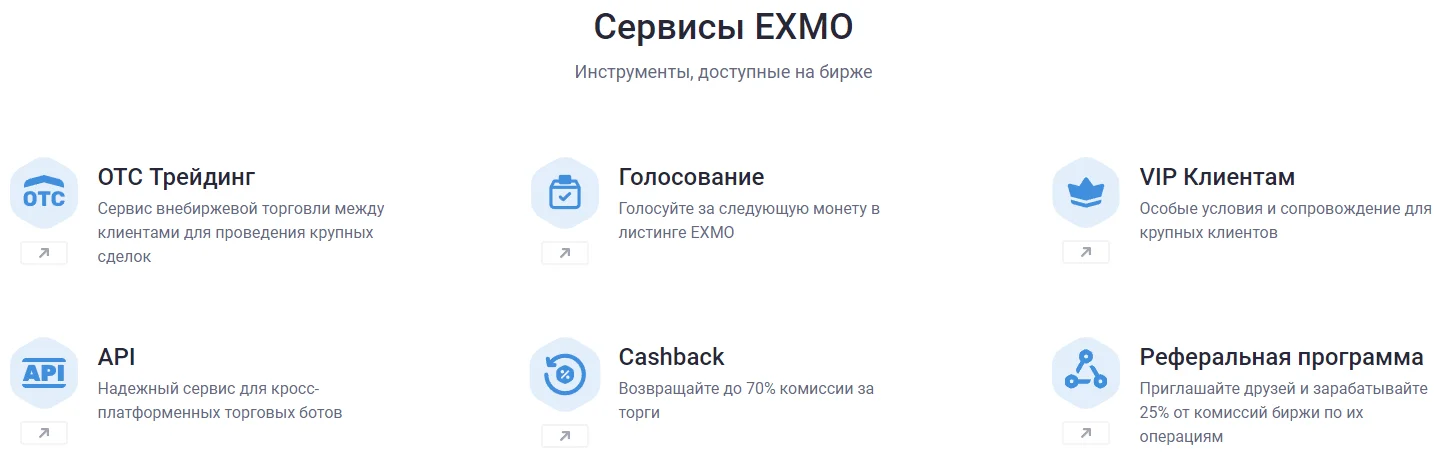 Сервисы EXMO
Инструменты, доступные на бирже
OTC
OTC Трейдинг
Сервис внебиржевой торговли между
клиентами для проведения крупных
сделок
Голосование
Голосуйте за следующую монету в
листинге EXMO
VIP Клиентам
Особые условия и сопровождение для
крупных клиентов
API
API
Надежный сервис для кросс-
платформенных торговых ботов
%
Cashback
Возвращайте до 70% комиссии за
торги
Реферальная программа
Приглашайте друзей и зарабатывайте
25% от комиссий биржи по их
операциям